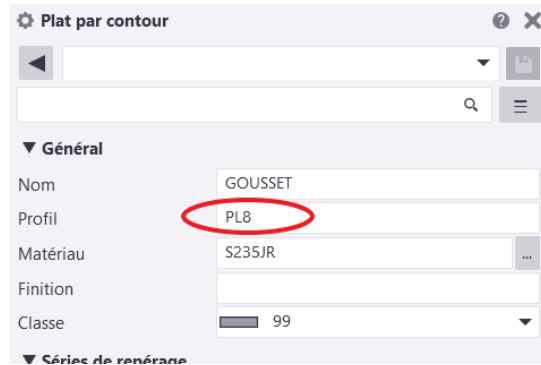 Plat par contour
Général
Nom GOUSSET
Profil PL8
Matériau S235JR ...
Finition
Classe 99
Séries de repérage